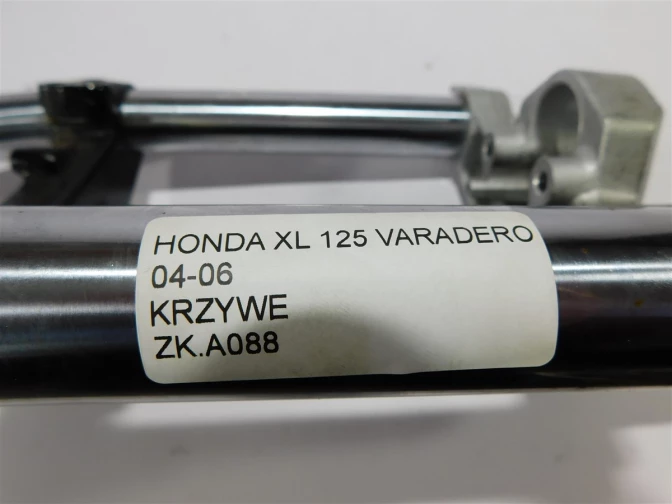 HONDA XL 125 VARADERO
04-06
KRZYWE
ZK.A088